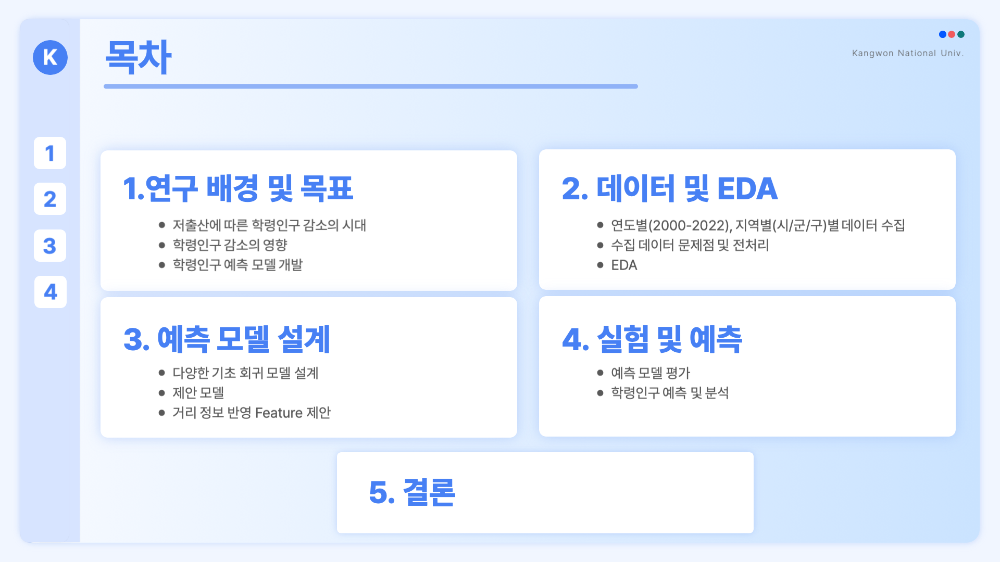 K
목차
Kangwon National Univ.
1
2
3
4
1.연구 배경 및 목표
● 저출산에 따른 학령인구 감소의 시대
● 학령인구 감소의 영향
● 학령인구 예측 모델 개발
2. 데이터 및 EDA
● 연도별(2000-2022), 지역별(시/군/구)별 데이터 수집
● 수집 데이터 문제점 및 전처리
● EDA
3. 예측 모델 설계
● 다양한 기초 회귀 모델 설계
● 제안 모델
● 거리 정보 반영 Feature 제안
4. 실험 및 예측
● 예측 모델 평가
● 학령인구 예측 및 분석
5. 결론